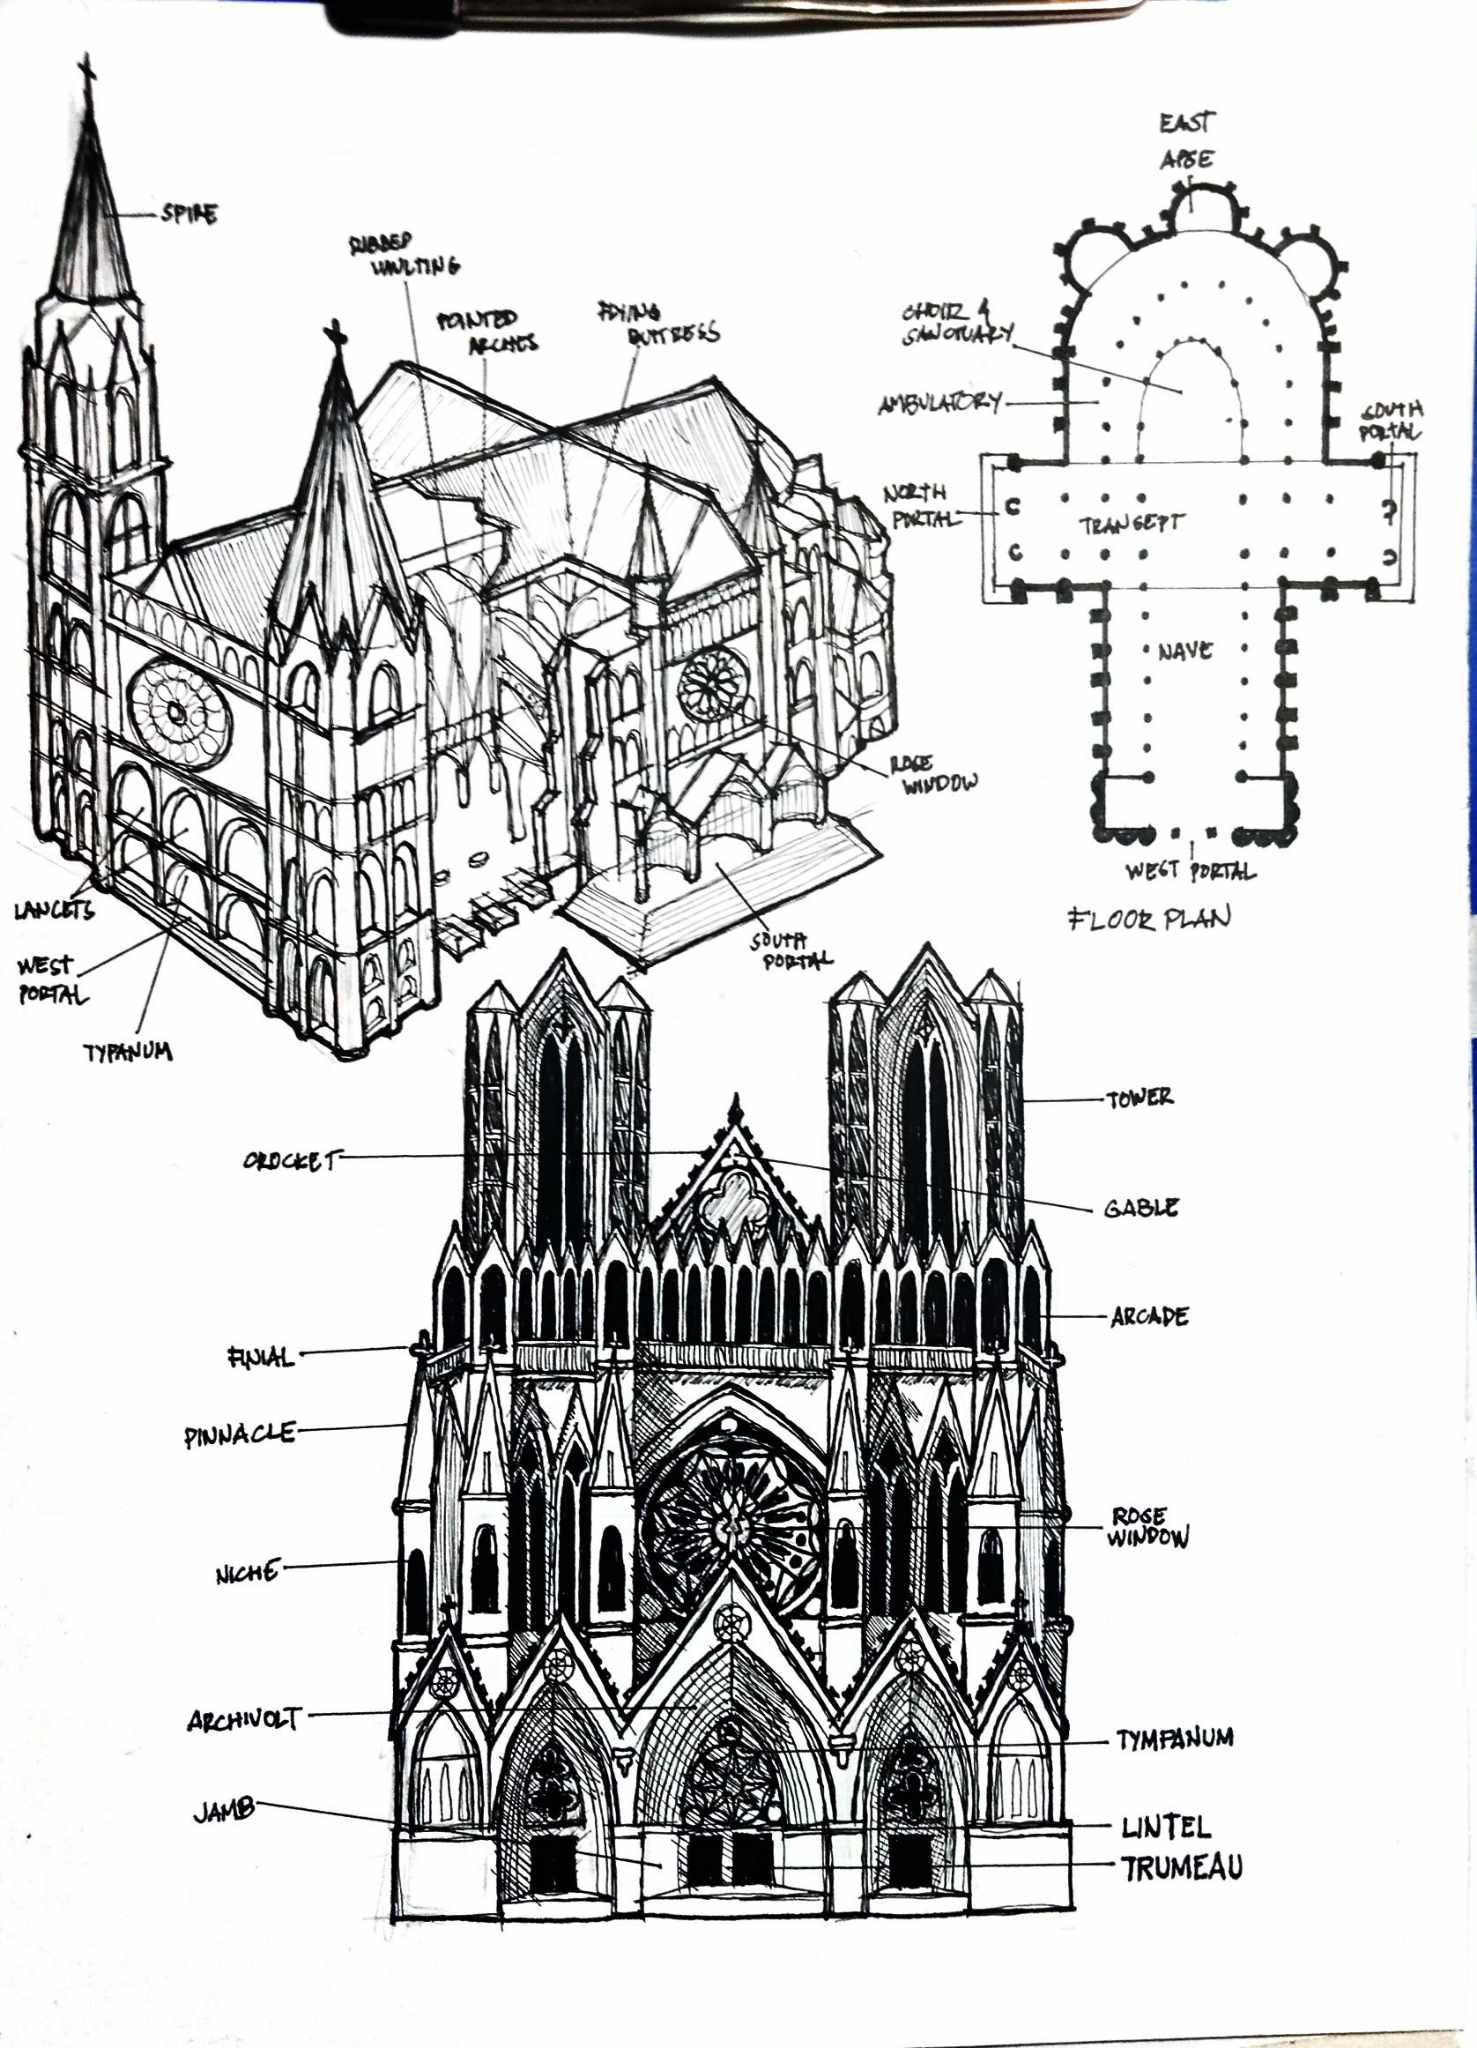 SPIRE
RIBBED
VAULTING
POINTED
ARCHES
FLYING
BUTTRESS
ROSE
WINDOW
SOUTH
PORTAL
LANCETS
WEST
PORTAL
TYPANUM
EAST
APSE
CHOIR &
SANCTUARY
AMBULATORY
SOUTH
PORTAL
NORTH
PORTAL
TRANSEPT
NAVE
WEST PORTAL
FLOOR PLAN
TOWER
CROCKET
GABLE
ARCADE
FINIAL
PINNACLE
ROSE
WINDOW
NICHE
ARCHIVOLT
TYMPANUM
JAMB
LINTEL
TRUMEAU